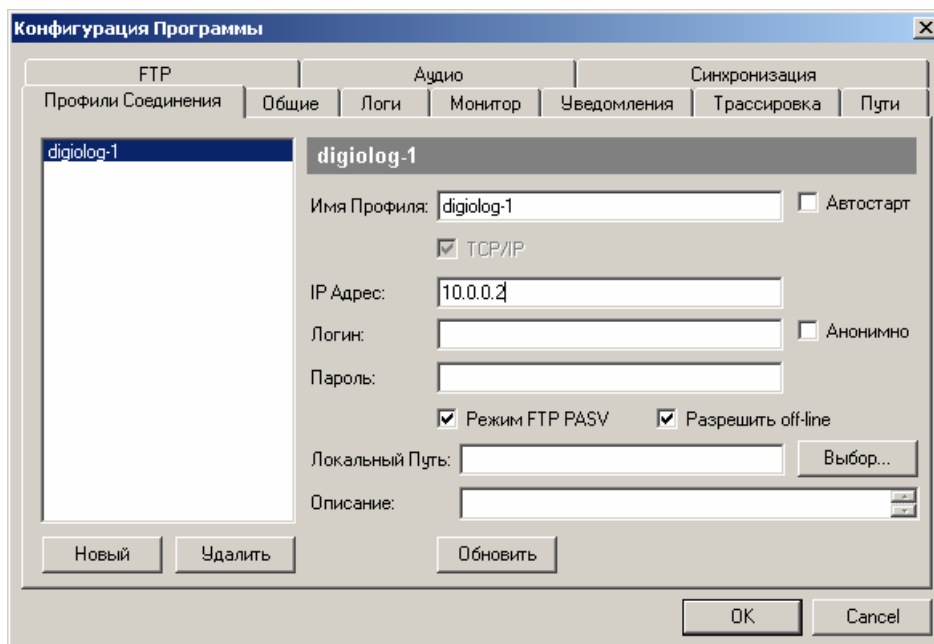 Конфигурация Программы
FTP Аудио Синхронизация
Профили Соединения Общие Логи Монитор Уведомления Трассировка Пути
digiolog-1
digiolog-1
Имя Профиля: digiolog-1 Автостарт
TCP/IP
IP Адрес: 10.0.0.2
Логин: Анонимно
Пароль:
Режим FTP PASV Разрешить off-line
Локальный Путь: Выбор...
Описание:
Новый Удалить Обновить
OK Cancel